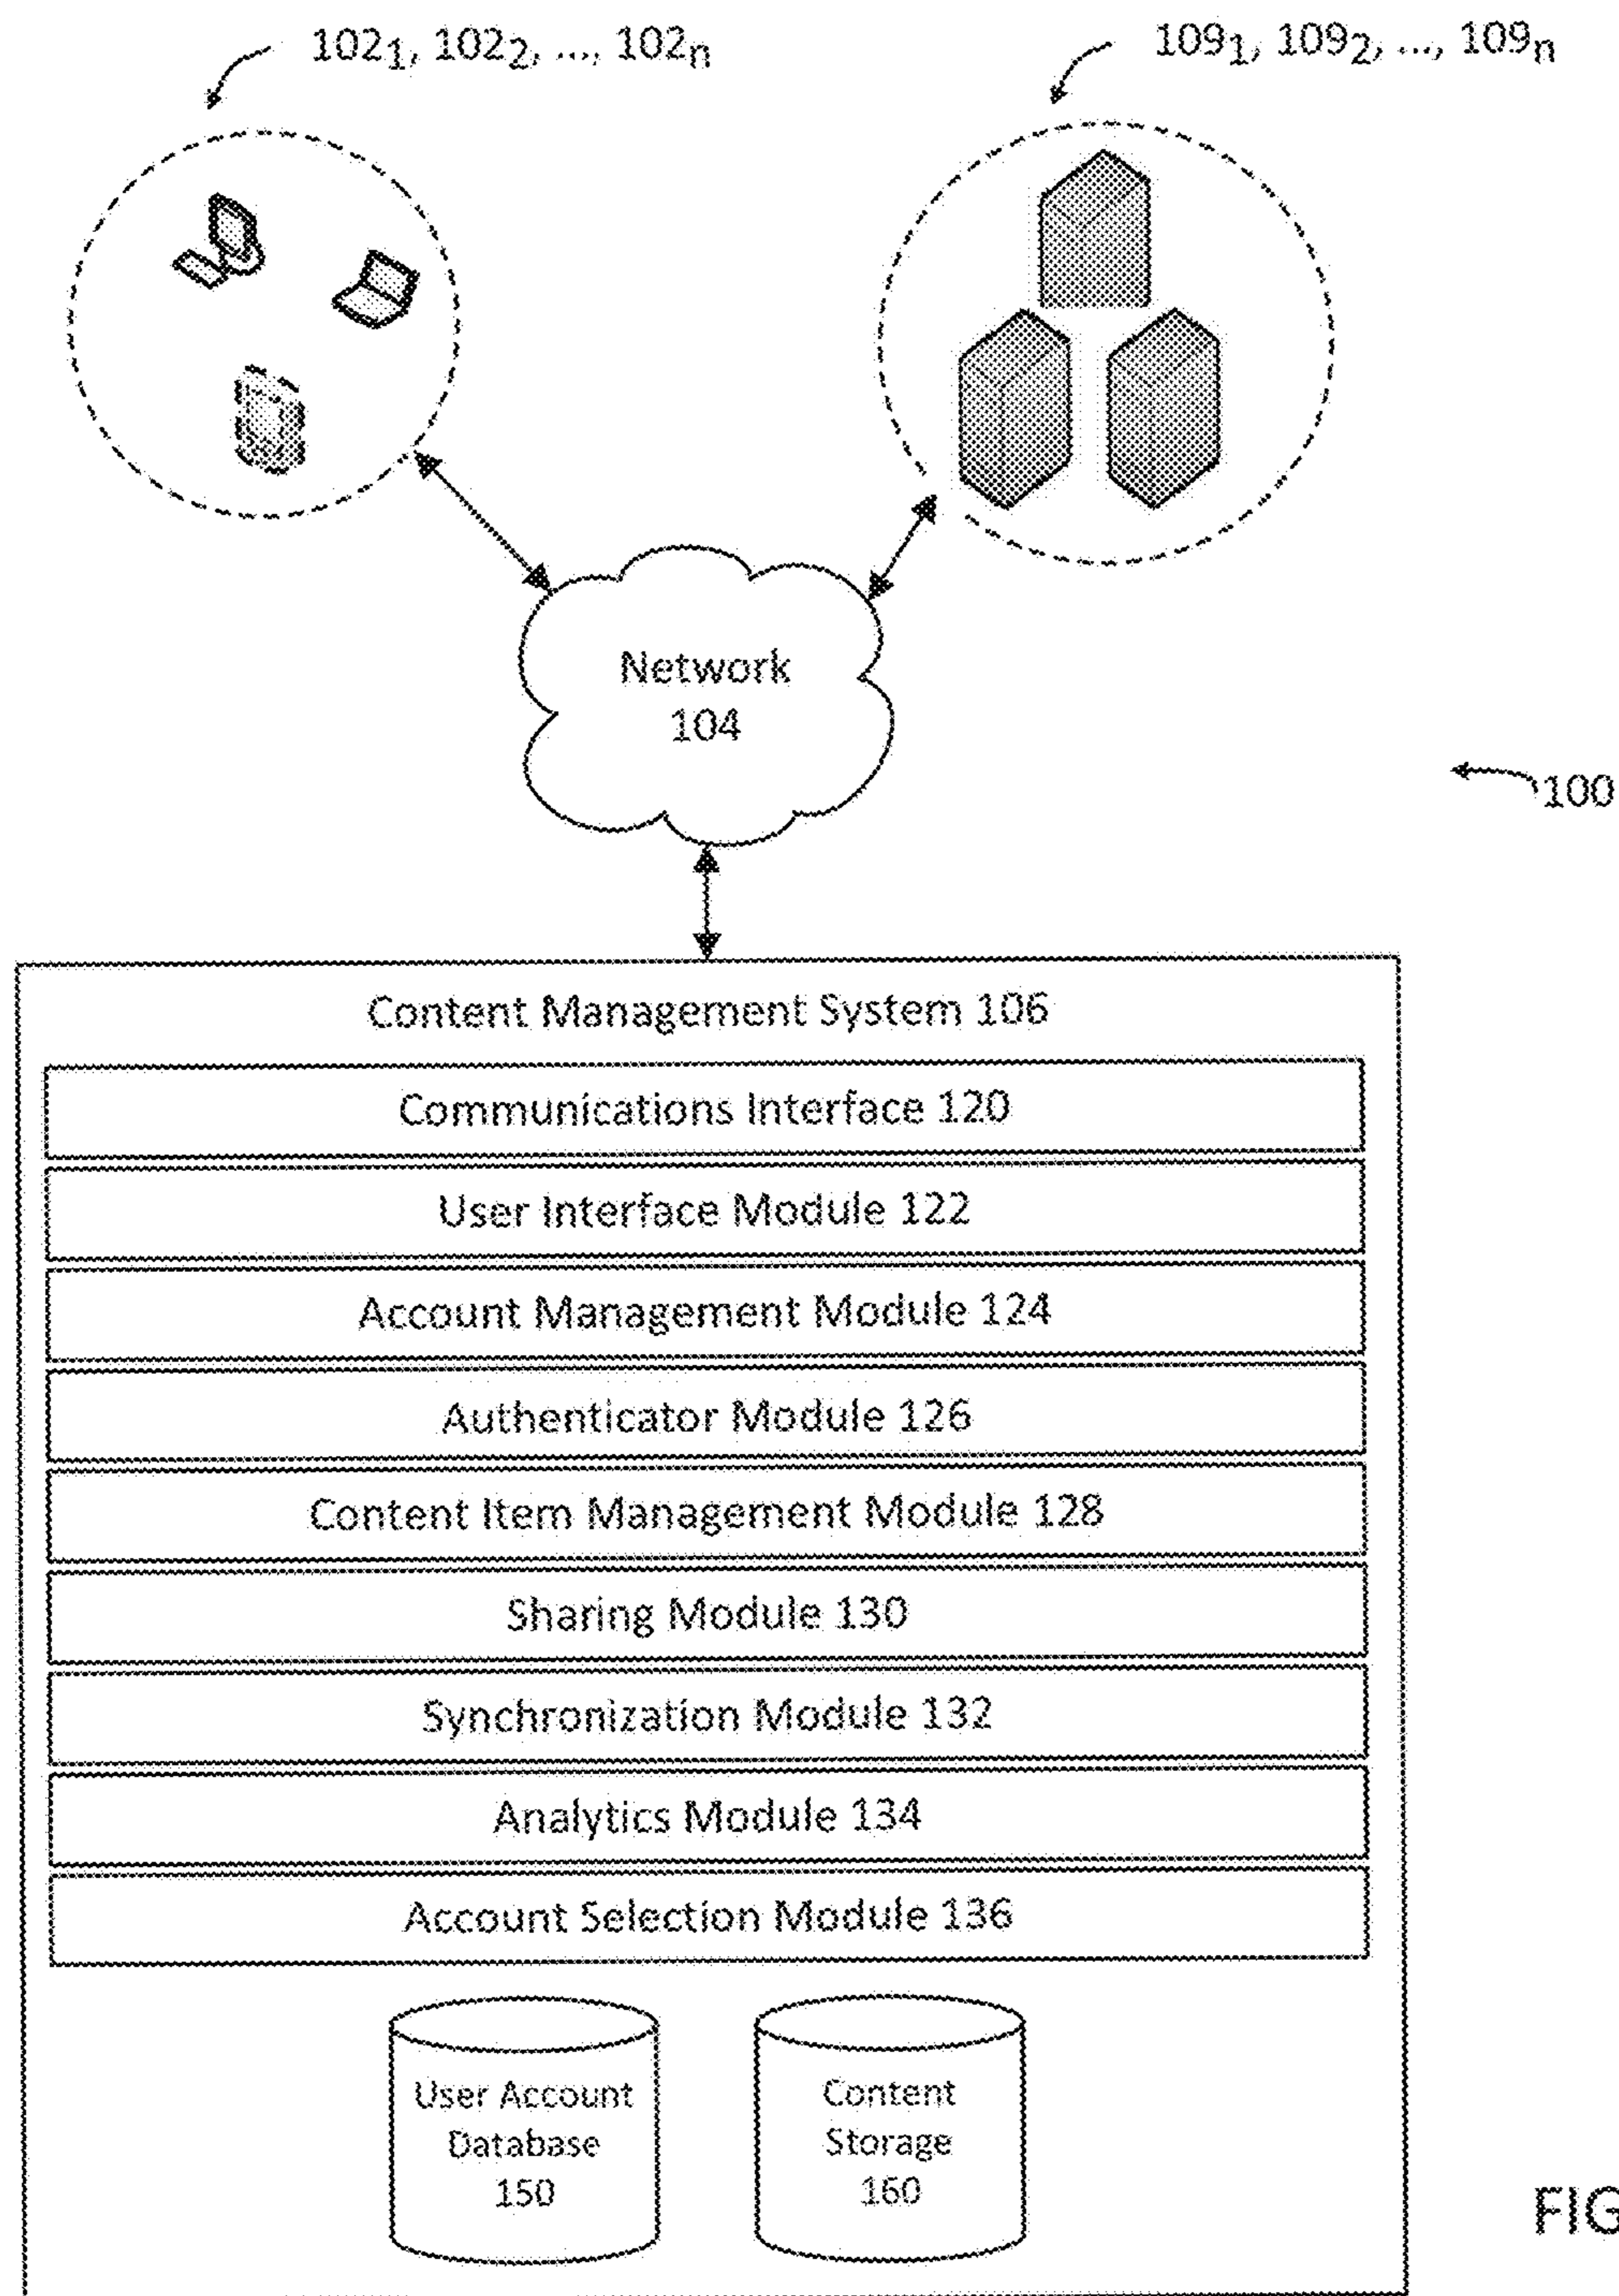 102₁, 102₂, ..., 102ₙ
109₁, 109₂, ..., 109ₙ
Network
104
100
Content Management System 106
Communications Interface 120
User Interface Module 122
Account Management Module 124
Authenticator Module 126
Content Item Management Module 128
Sharing Module 130
Synchronization Module 132
Analytics Module 134
Account Selection Module 136
User Account
Database
150
Content
Storage
160
FIG